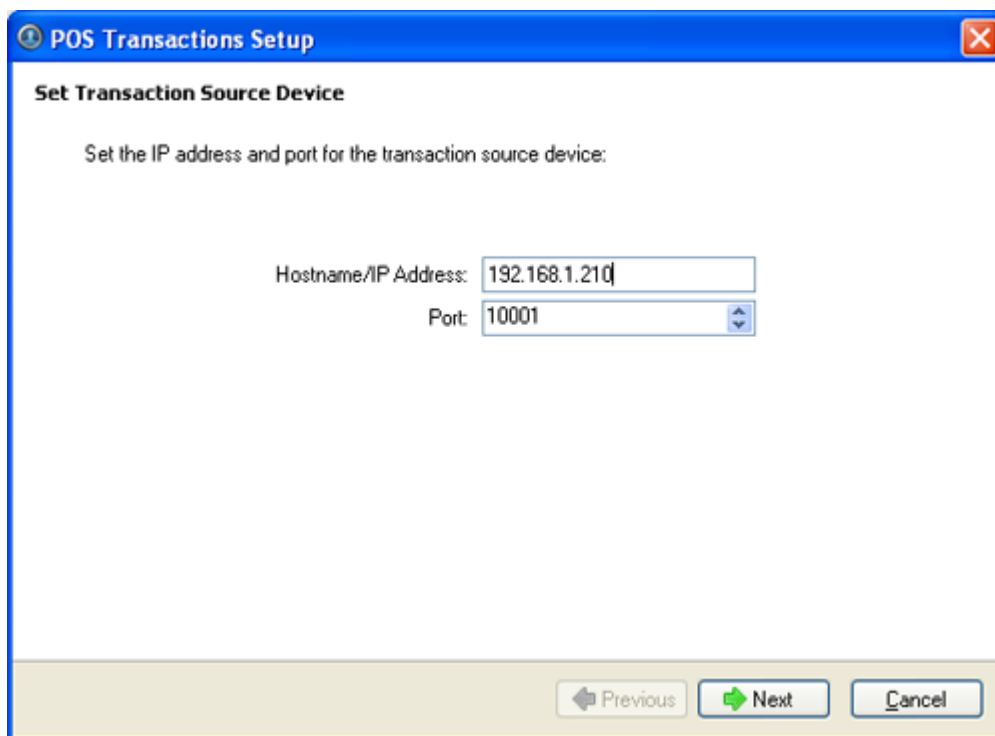 POS Transactions Setup
Set Transaction Source Device
Set the IP address and port for the transaction source device:
Hostname/IP Address: 192.168.1.210
Port: 10001
Previous Next Cancel